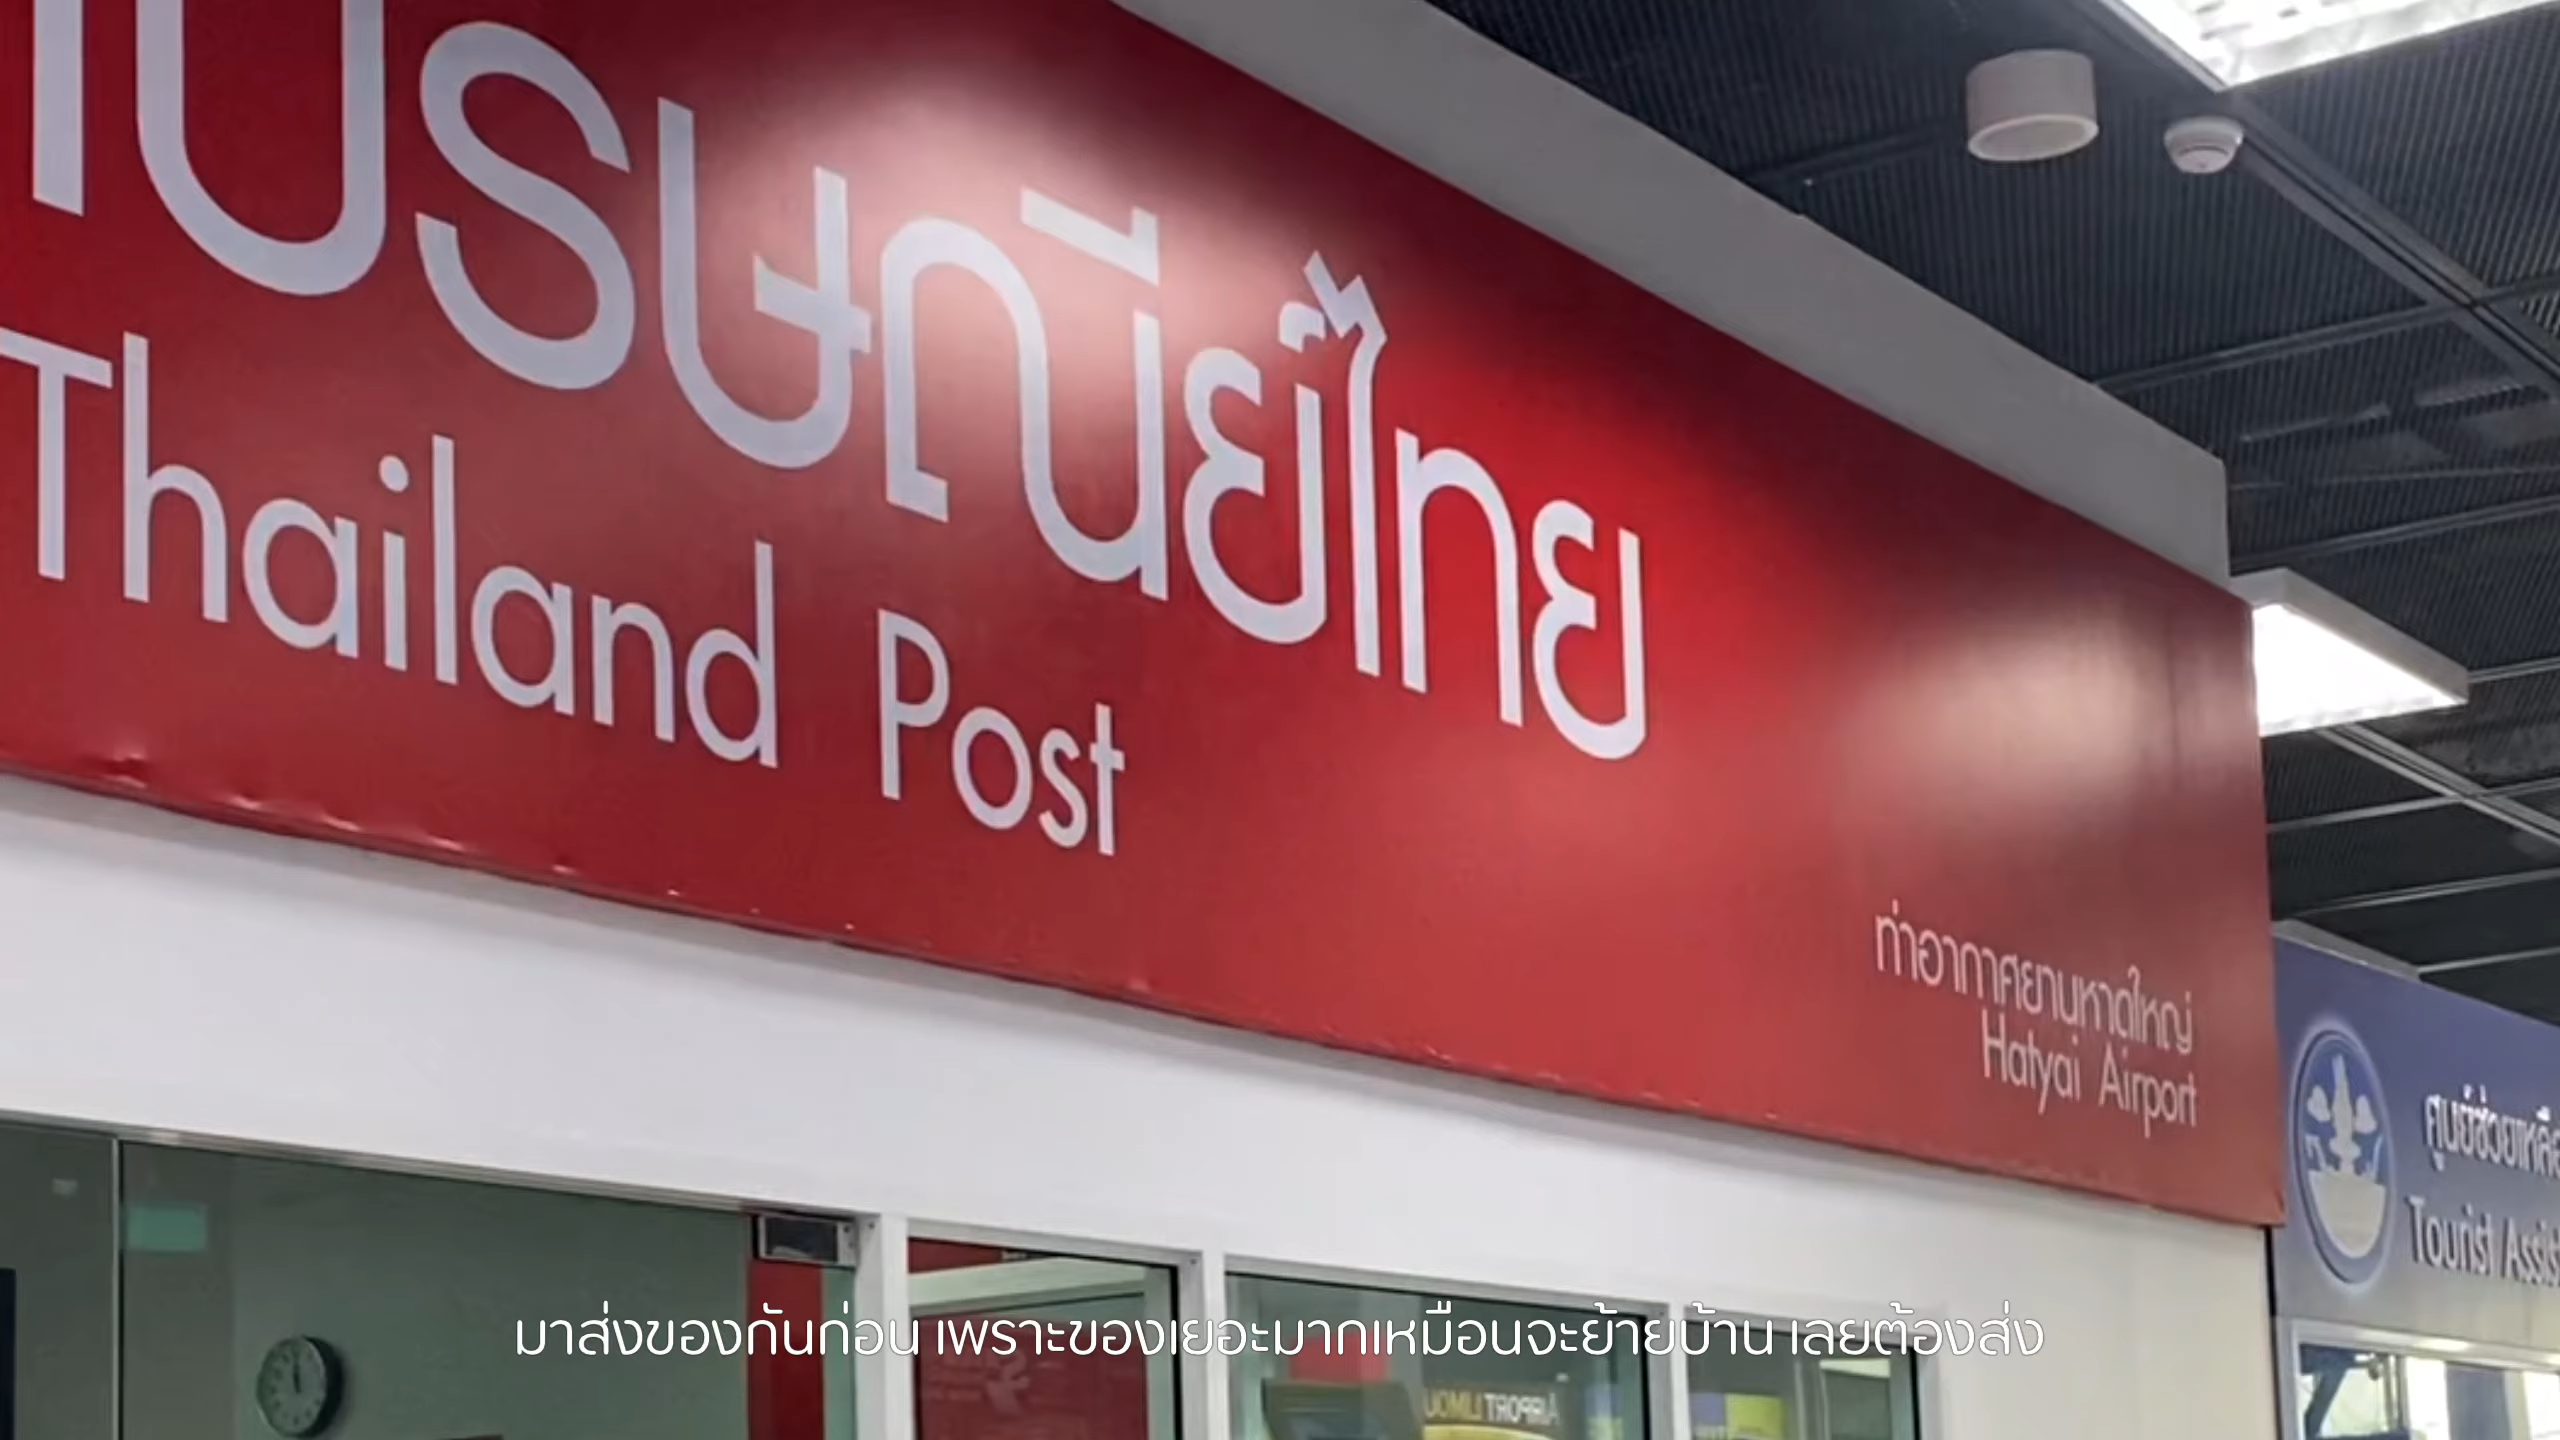 ไปรษณีย์ไทย
Thailand Post
ท่าอากาศยานหาดใหญ่
Hatyai Airport
Tourist
มาส่งของกันก่อน เพราะของเยอะมากเหมือนจะย้ายบ้าน เลยต้องส่ง
AIRPORT